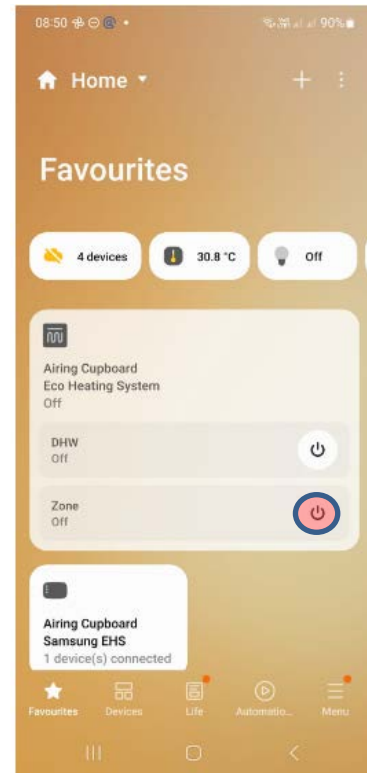 08:50
90%
Home
Favourites
4 devices
30.8 °C
Off
Airing Cupboard
Eco Heating System
Off
DHW
Off
Zone
Off
Airing Cupboard
Samsung EHS
1 device(s) connected
Favourites Devices Life Automatio... Menu